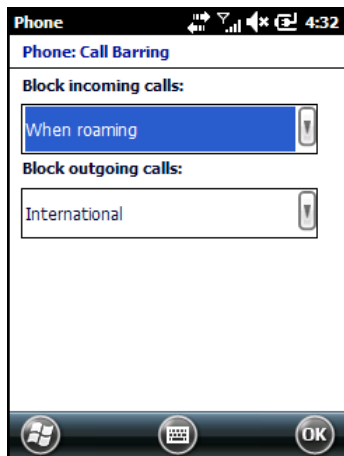 Phone 4:32
Phone: Call Barring
Block incoming calls:
When roaming
Block outgoing calls:
International
OK